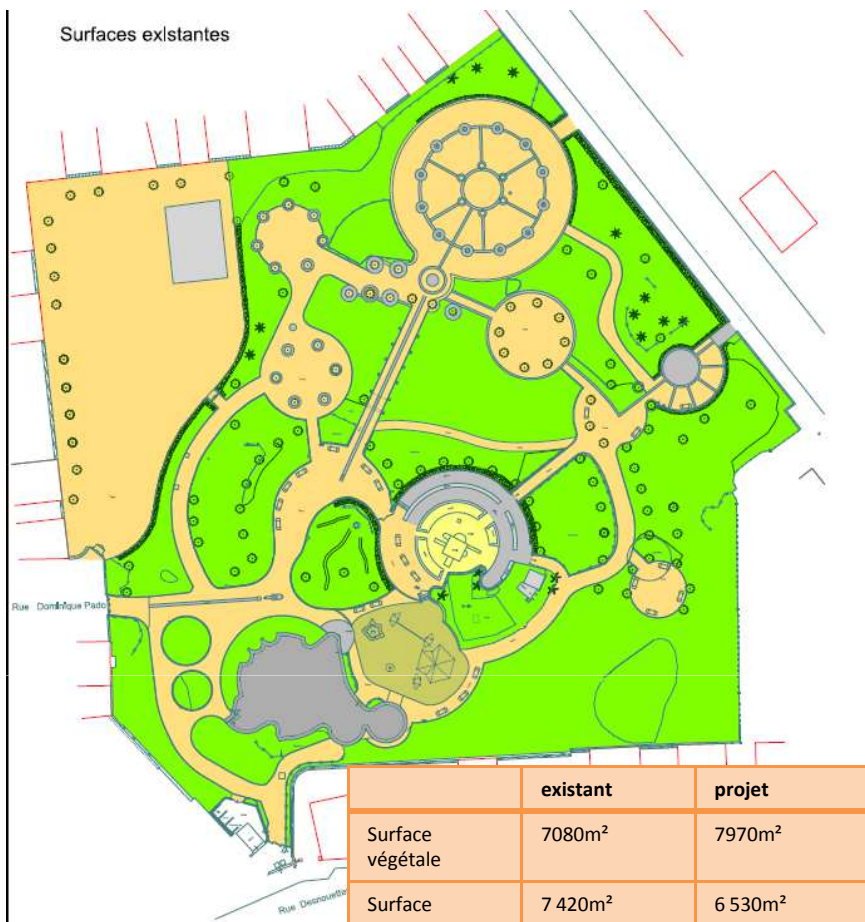 Surfaces existantes
Rue Dominique Pado
Rue Desnouettes
existant projet
Surface végétale 7080m² 7970m²
Surface 7 420m² 6 530m²